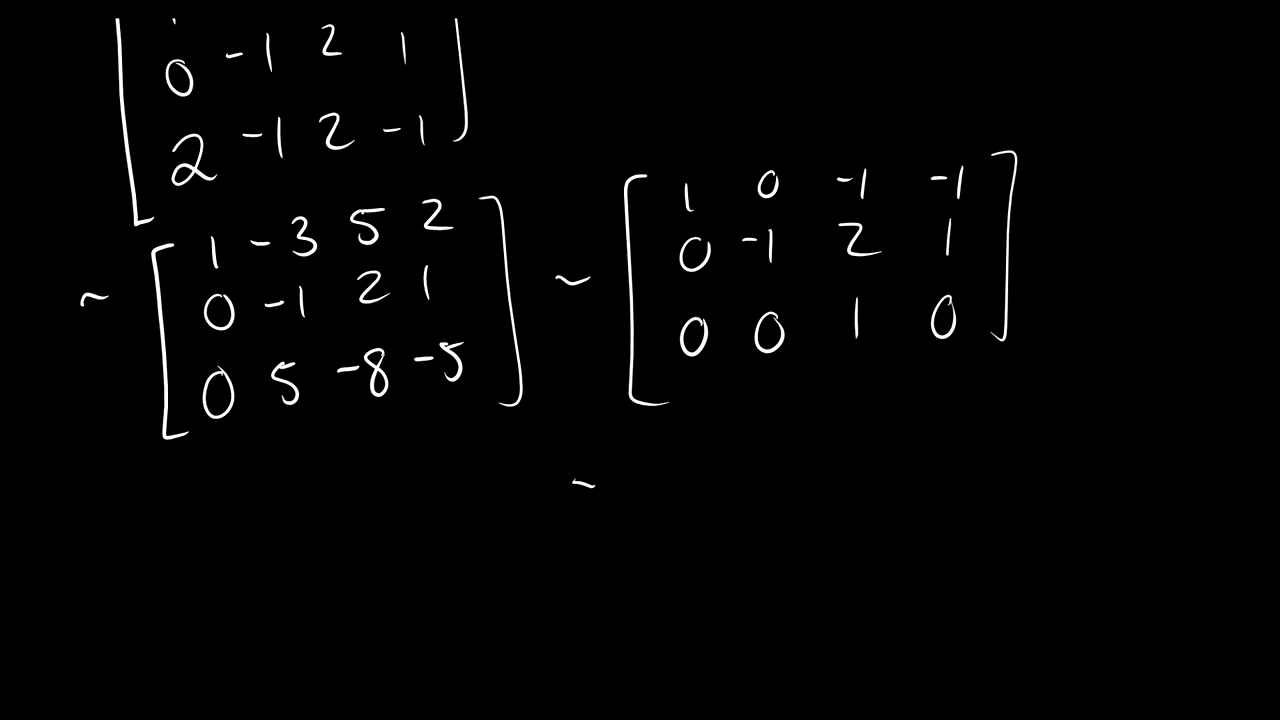 0 -1 2 1
2 -1 2 -1
~ [ 1 -3 5 2 ] ~ [ 1 0 -1 -1 ]
0 -1 2 1
0 5 -8 -5
0 -1 2 1
0 0 1 0
~